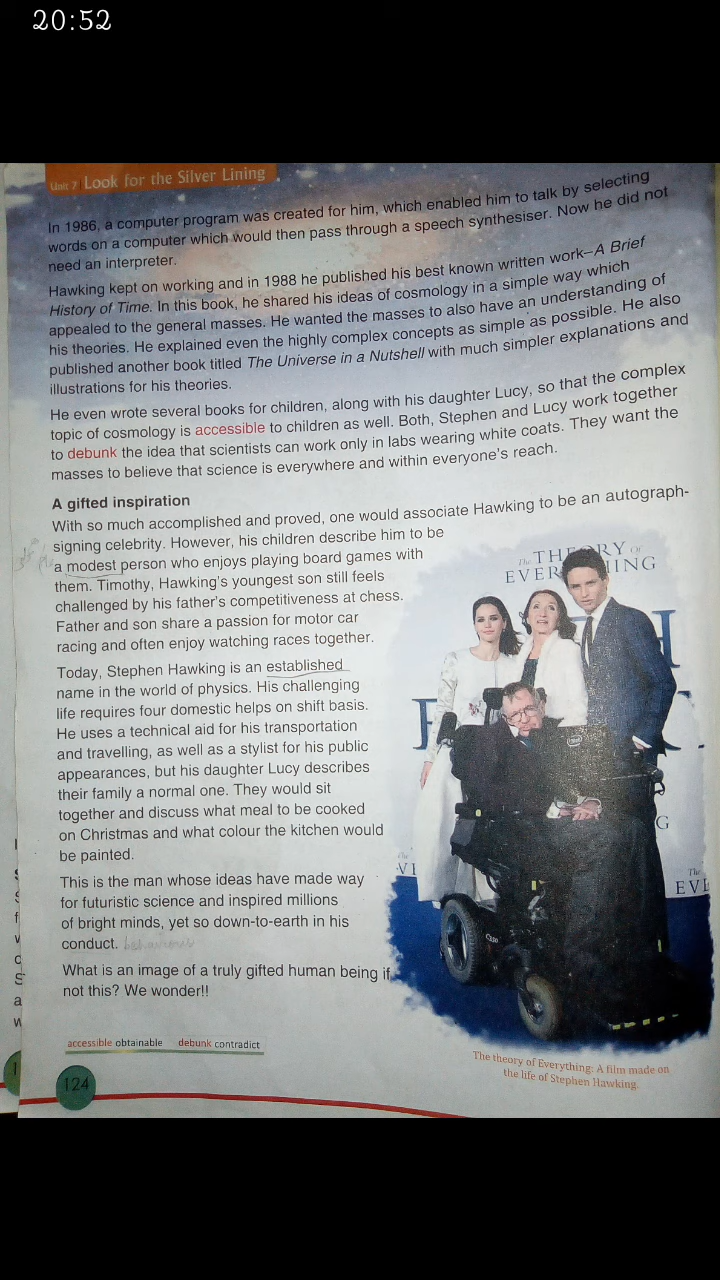 20:52
Unit 7 Look for the Silver Lining
In 1986, a computer program was created for him, which enabled him to talk by selecting
words on a computer which would then pass through a speech synthesiser. Now he did not
need an interpreter.
Hawking kept on working and in 1988 he published his best known written work–A Brief
History of Time. In this book, he shared his ideas of cosmology in a simple way which
appealed to the general masses. He wanted the masses to also have an understanding of
his theories. He explained even the highly complex concepts as simple as possible. He also
published another book titled The Universe in a Nutshell with much simpler explanations and
illustrations for his theories.
He even wrote several books for children, along with his daughter Lucy, so that the complex
topic of cosmology is accessible to children as well. Both, Stephen and Lucy work together
to debunk the idea that scientists can work only in labs wearing white coats. They want the
masses to believe that science is everywhere and within everyone's reach.
A gifted inspiration
With so much accomplished and proved, one would associate Hawking to be an autograph-
signing celebrity. However, his children describe him to be
a modest person who enjoys playing board games with
them. Timothy, Hawking's youngest son still feels
challenged by his father's competitiveness at chess.
Father and son share a passion for motor car
racing and often enjoy watching races together.
Today, Stephen Hawking is an established
name in the world of physics. His challenging
life requires four domestic helps on shift basis.
He uses a technical aid for his transportation
and travelling, as well as a stylist for his public
appearances, but his daughter Lucy describes
their family a normal one. They would sit
together and discuss what meal to be cooked
on Christmas and what colour the kitchen would
be painted.
This is the man whose ideas have made way
for futuristic science and inspired millions
of bright minds, yet so down-to-earth in his
conduct.
What is an image of a truly gifted human being if
not this? We wonder!!
The THEORY OF
EVERYTHING
The
EVE
accessible obtainable debunk contradict
The theory of Everything: A film made on
the life of Stephen Hawking.
124